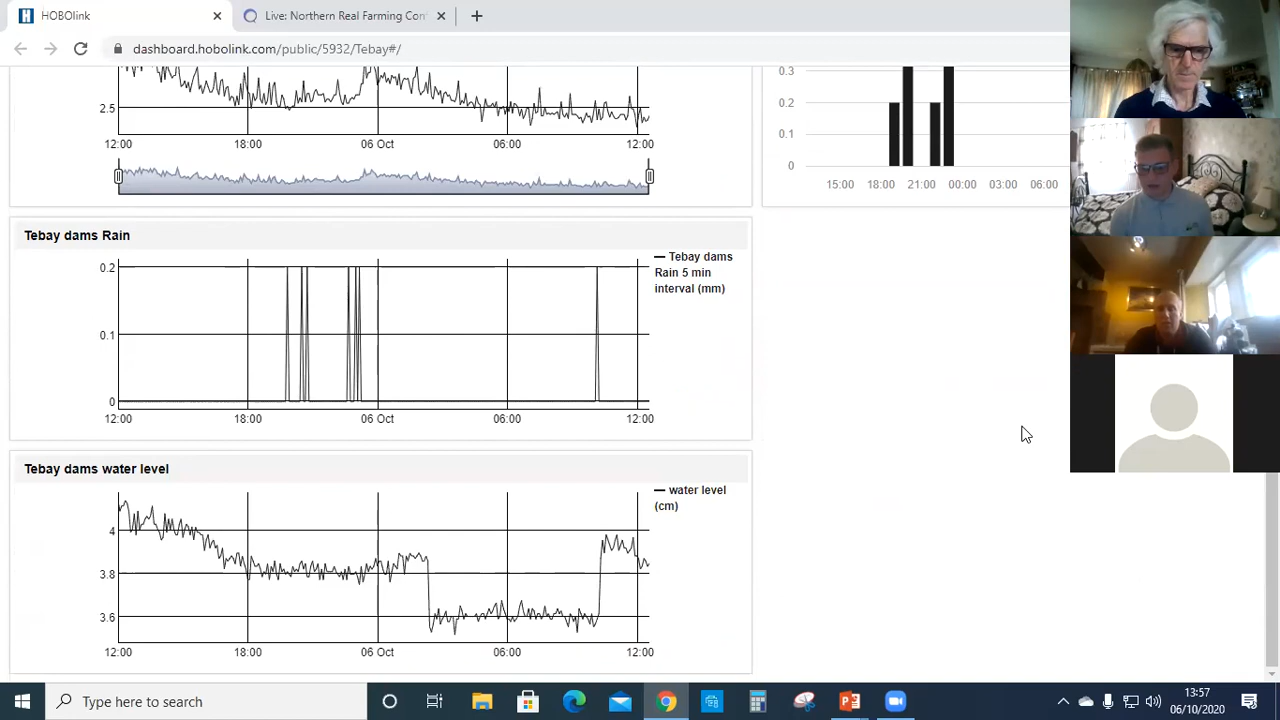 HOBOlink
Live: Northern Real Farming Con
dashboard.hobolink.com/public/5932/Tebay#/
2.5
12:00 18:00 06 Oct 06:00 12:00
0.3
0.2
0.1
0
15:00 18:00 21:00 00:00 03:00 06:00
Tebay dams Rain
0.2
0.1
0
12:00 18:00 06 Oct 06:00 12:00
Tebay dams
Rain 5 min
interval (mm)
Tebay dams water level
4
3.8
3.6
12:00 18:00 06 Oct 06:00 12:00
water level
(cm)
Type here to search
13:57
06/10/2020